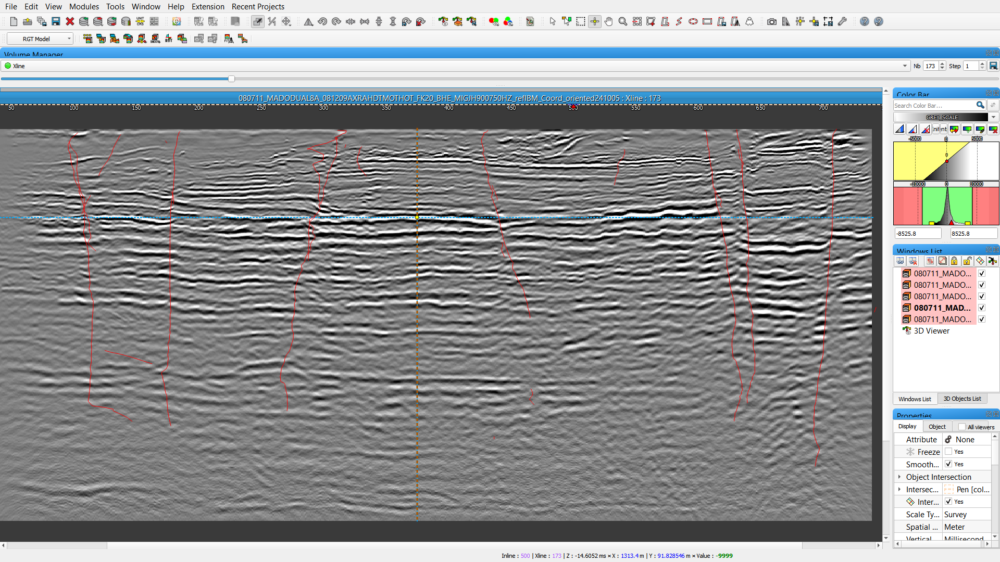 File Edit View Modules Tools Window Help Extension Recent Projects
RGT Model
Volume Manager
Xline Nb 173 Step 1
080711_MADODUAL8A_081209AXRAHDTMOTHOT_FK20_BHE_MIGJH900750HZ_refIBM_Coord_oriented241005 : Xline : 173
50 100 150 200 250 300 350 400 450 500 550 600 650 700
Color Bar
Search Color Bar...
GREY_SCALE
-5000 0 5000
0
-10000 0 10000
-8525.8 8525.8
Windows List
080711_MADO...
080711_MADO...
080711_MADO...
080711_MAD...
080711_MADO...
3D Viewer
Windows List 3D Objects List
Properties
Display Object All viewers
Attribute None
Freeze Yes
Smooth... Yes
Object Intersection
Intersec... Pen [col...
Inter... Yes
Scale Ty... Survey
Spatial ... Meter
Vertical Millisecond
Inline : 500 | Xline : 173 | Z : -14.6052 ms ¤ X : 1313.4 m | Y : 91.828546 m ¤ Value : -9999